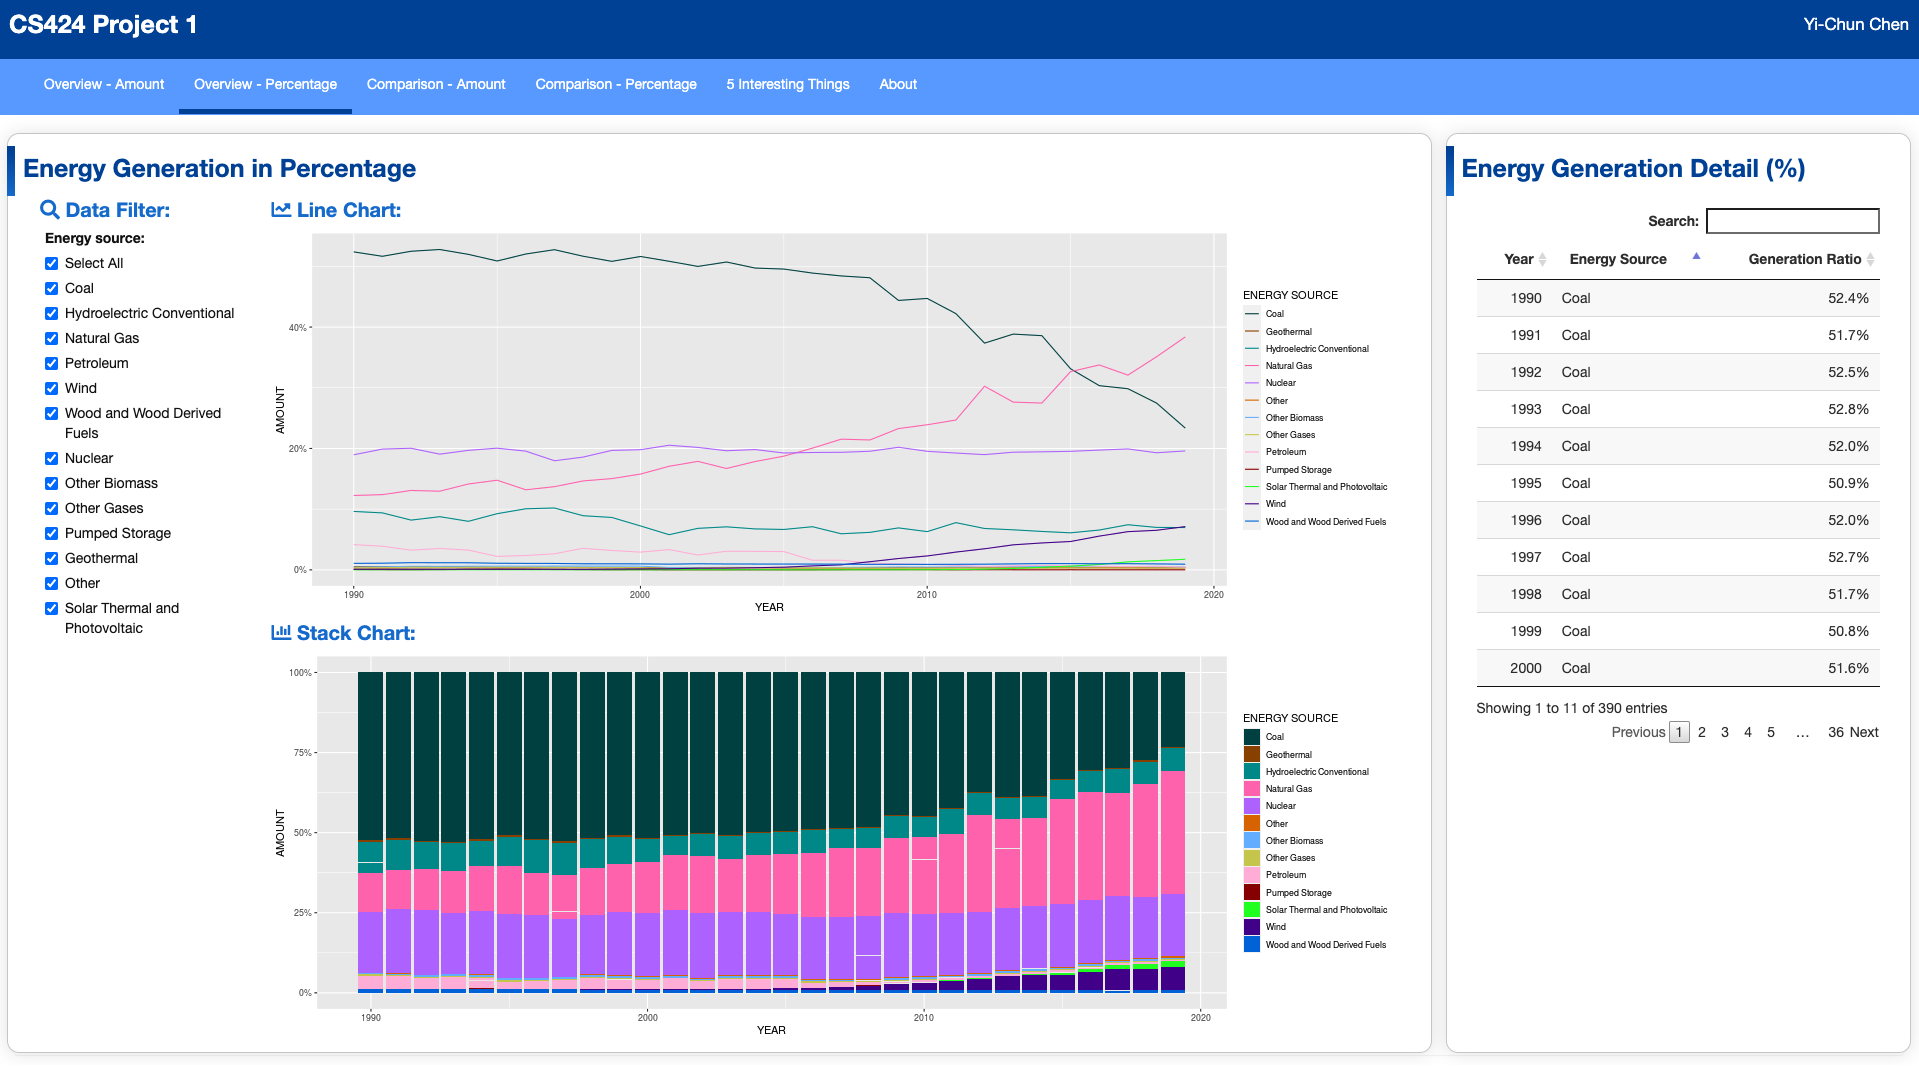 CS424 Project 1
Yi-Chun Chen
Overview - Amount
Overview - Percentage
Comparison - Amount
Comparison - Percentage
5 Interesting Things
About
Energy Generation in Percentage
Data Filter:
Energy source:
Select All
Coal
Hydroelectric Conventional
Natural Gas
Petroleum
Wind
Wood and Wood Derived
Fuels
Nuclear
Other Biomass
Other Gases
Pumped Storage
Geothermal
Other
Solar Thermal and
Photovoltaic
Line Chart:
AMOUNT
40%
20%
0%
1990
2000
2010
2020
YEAR
ENERGY SOURCE
Coal
Geothermal
Hydroelectric Conventional
Natural Gas
Nuclear
Other
Other Biomass
Other Gases
Petroleum
Pumped Storage
Solar Thermal and Photovoltaic
Wind
Wood and Wood Derived Fuels
Stack Chart:
AMOUNT
100%
75%
50%
25%
0%
1990
2000
2010
2020
YEAR
ENERGY SOURCE
Coal
Geothermal
Hydroelectric Conventional
Natural Gas
Nuclear
Other
Other Biomass
Other Gases
Petroleum
Pumped Storage
Solar Thermal and Photovoltaic
Wind
Wood and Wood Derived Fuels
Energy Generation Detail (%)
Search:
Year Energy Source Generation Ratio
1990 Coal 52.4%
1991 Coal 51.7%
1992 Coal 52.5%
1993 Coal 52.8%
1994 Coal 52.0%
1995 Coal 50.9%
1996 Coal 52.0%
1997 Coal 52.7%
1998 Coal 51.7%
1999 Coal 50.8%
2000 Coal 51.6%
Showing 1 to 11 of 390 entries
Previous 1 2 3 4 5 … 36 Next